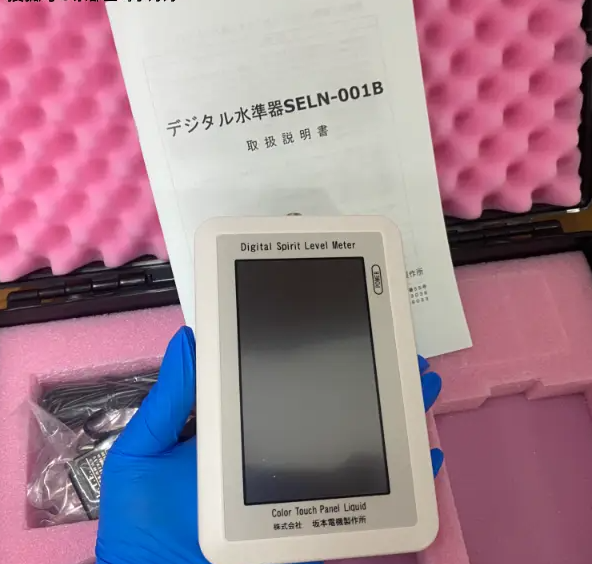 デジタル水準器SELN-001B
取扱説明書
Digital Spirit Level Meter
Color Touch Panel Liquid
株式会社 坂本電機製作所